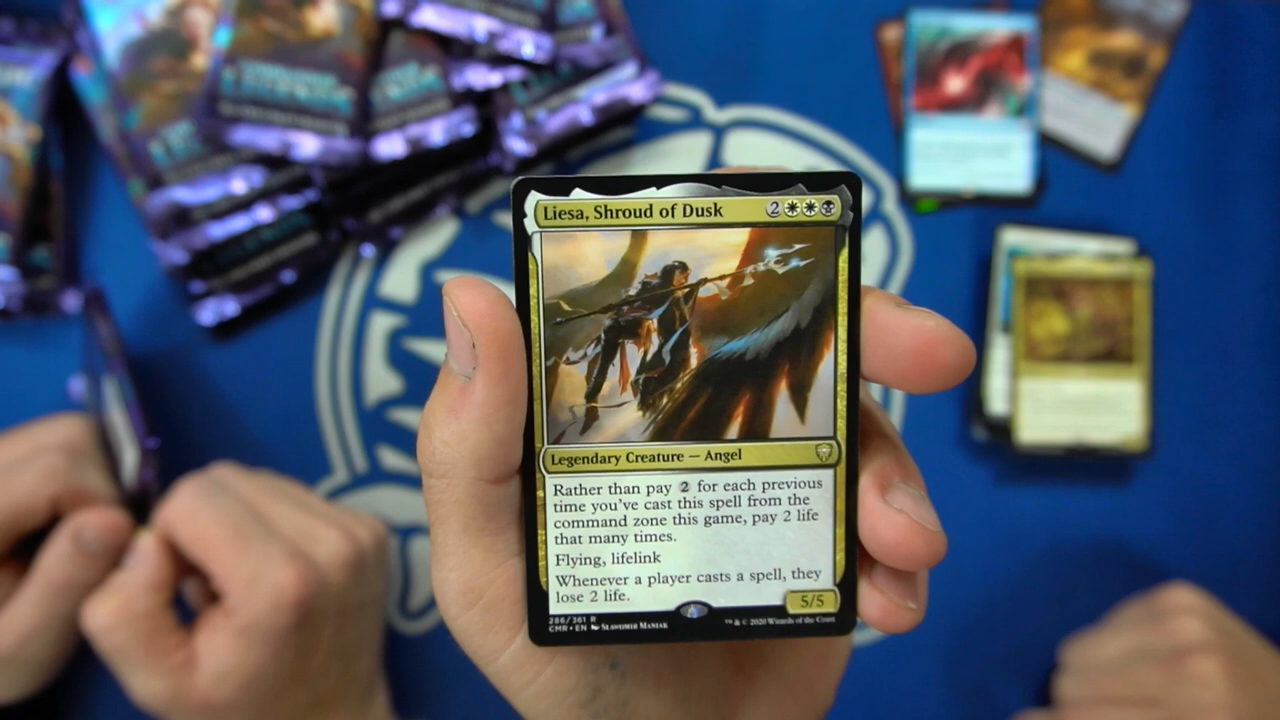 Liesa, Shroud of Dusk 2
Legendary Creature — Angel
Rather than pay 2 for each previous
time you've cast this spell from the
command zone this game, pay 2 life
that many times.
Flying, lifelink
Whenever a player casts a spell, they
lose 2 life.
5/5
286/361 R
CMR • EN Slawomir Maniak
™ & © 2020 Wizards of the Coast